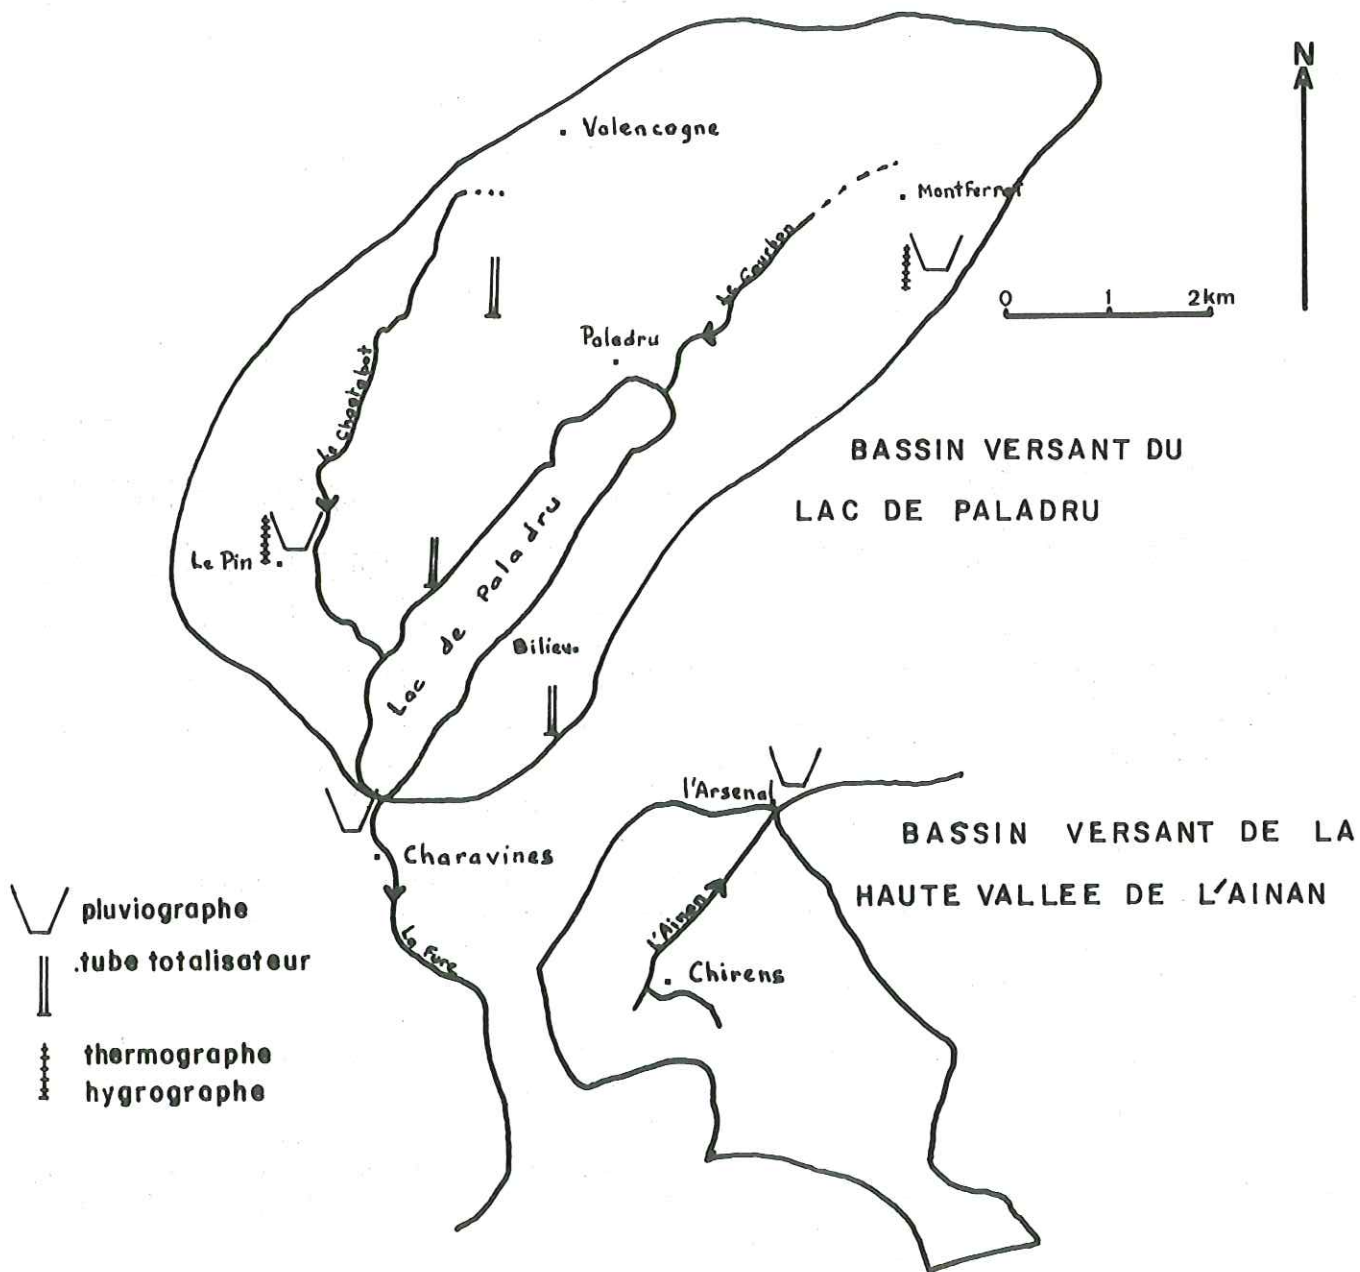 N
Valencogne
Montferrat
Le Courbon
0 1 2km
Paladru
Le Chantabot
BASSIN VERSANT DU
LAC DE PALADRU
Le Pin
Lac de Paladru
Bilieu
l'Arsenal
BASSIN VERSANT DE LA
HAUTE VALLEE DE L'AINAN
Charavines
pluviographe
l'Ainan
La Fure
.tube totalisateur
Chirens
thermographe
hygrographe